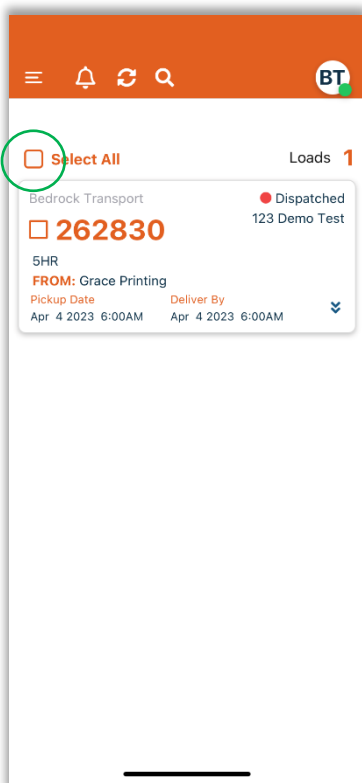 BT
Select All
Loads 1
Bedrock Transport
Dispatched
262830
123 Demo Test
5HR
FROM: Grace Printing
Pickup Date
Deliver By
Apr 4 2023 6:00AM
Apr 4 2023 6:00AM